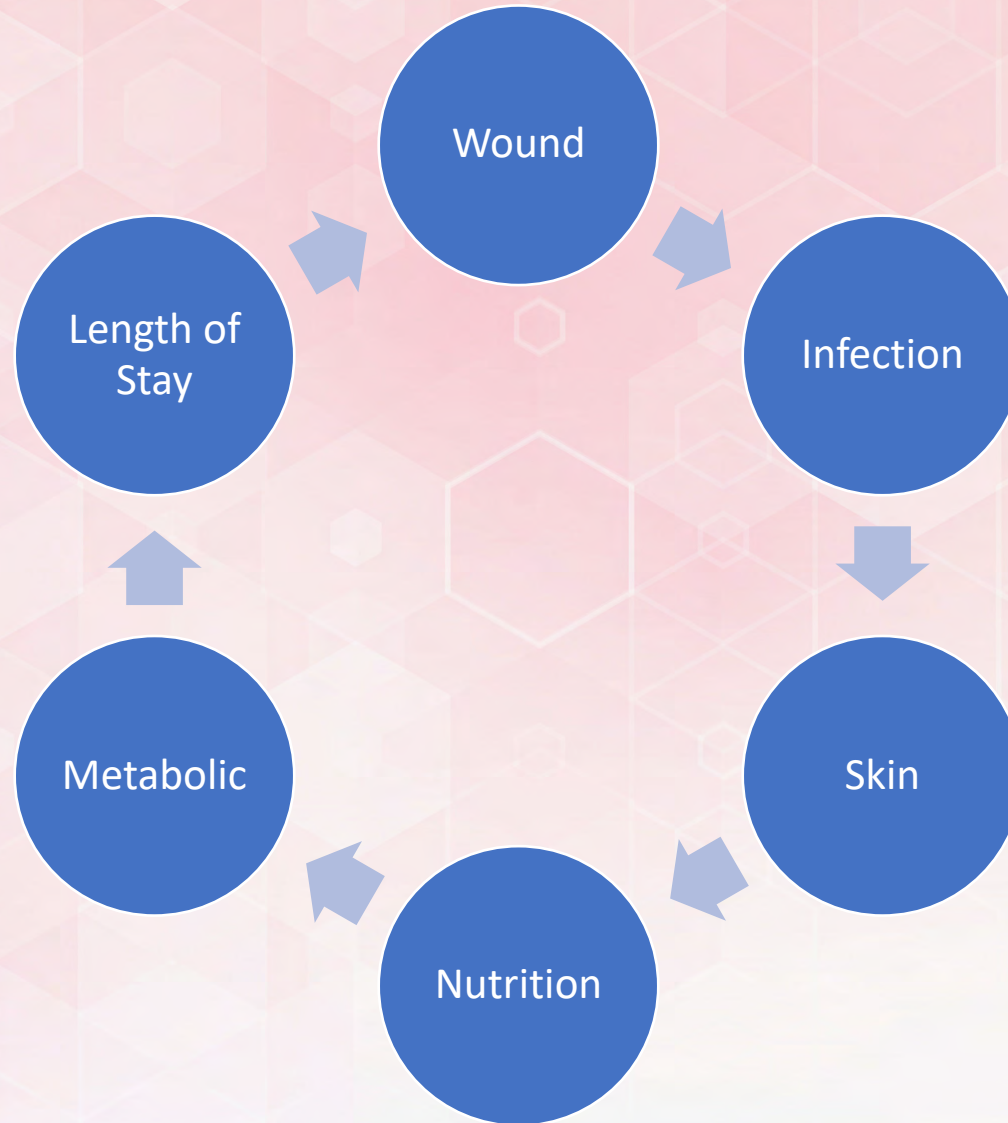 Wound
Infection
Skin
Nutrition
Metabolic
Length of
Stay